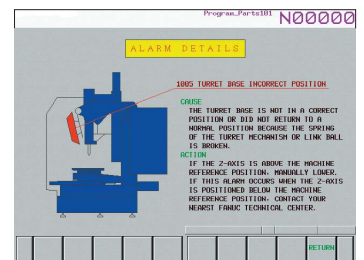 Program_Parts101 N00000
ALARM DETAILS
1005 TURRET BASE INCORRECT POSITION
CAUSE
THE TURRET BASE IS NOT IN A CORRECT
POSITION OR DID NOT RETURN TO A
NORMAL POSITION BECAUSE THE SPRING
OF THE TURRET MECHANISM OR LINK BALL
IS BROKEN.
ACTION
IF THE Z-AXIS IS ABOVE THE MACHINE
REFERENCE POSITION, MANUALLY LOWER.
IF THIS ALARM OCCURS WHEN THE Z-AXIS
IS POSITIONED BELOW THE MACHINE
REFERENCE POSITION, CONTACT YOUR
NEARST FANUC TECHNICAL CENTER.
RETURN